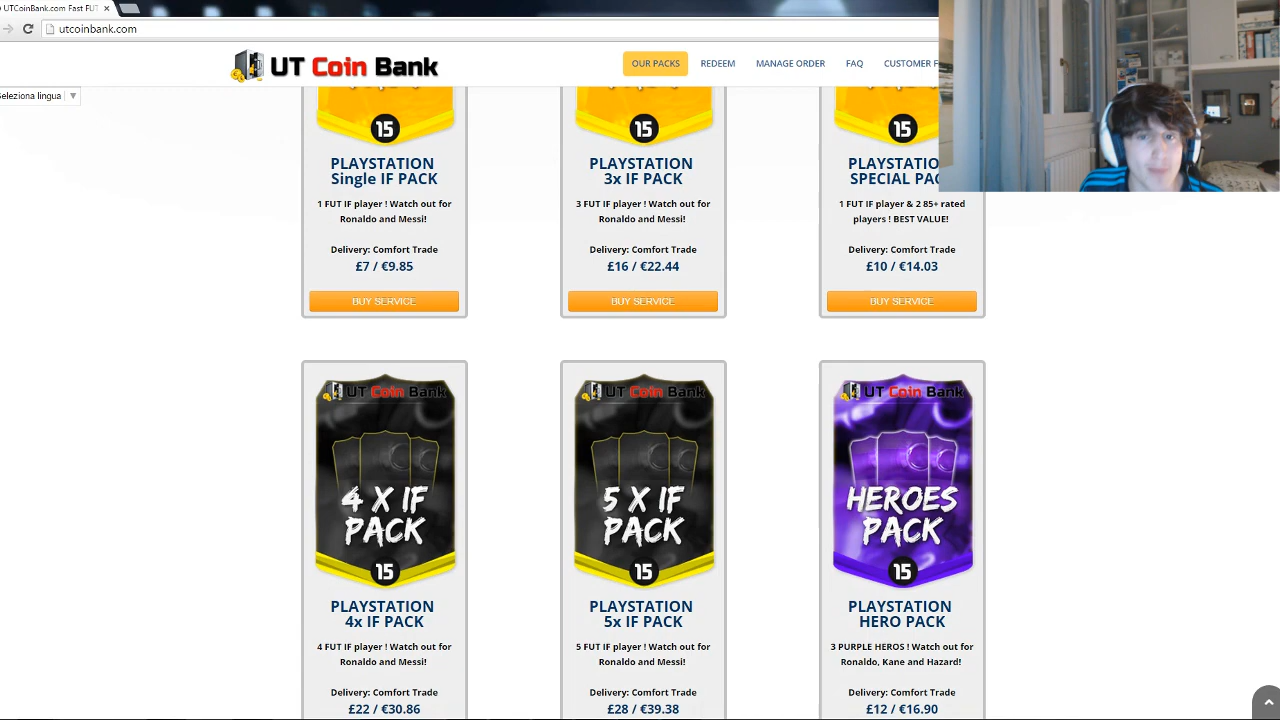 UTCoinBank.com Fast FUT
utcoinbank.com
UT Coin Bank
OUR PACKS
REDEEM
MANAGE ORDER
FAQ
CUSTOMER F
Seleziona lingua
15
15
15
PLAYSTATION
Single IF PACK
1 FUT IF player ! Watch out for
Ronaldo and Messi!
Delivery: Comfort Trade
£7 / €9.85
BUY SERVICE
PLAYSTATION
3x IF PACK
3 FUT IF player ! Watch out for
Ronaldo and Messi!
Delivery: Comfort Trade
£16 / €22.44
BUY SERVICE
PLAYSTATIO
SPECIAL PAC
1 FUT IF player & 2 85+ rated
players ! BEST VALUE!
Delivery: Comfort Trade
£10 / €14.03
BUY SERVICE
UT Coin Bank
4 X IF
PACK
15
PLAYSTATION
4x IF PACK
4 FUT IF player ! Watch out for
Ronaldo and Messi!
Delivery: Comfort Trade
£22 / €30.86
UT Coin Bank
5 X IF
PACK
15
PLAYSTATION
5x IF PACK
5 FUT IF player ! Watch out for
Ronaldo and Messi!
Delivery: Comfort Trade
£28 / €39.38
UT Coin Bank
HEROES
PACK
15
PLAYSTATION
HERO PACK
3 PURPLE HEROS ! Watch out for
Ronaldo, Kane and Hazard!
Delivery: Comfort Trade
£12 / €16.90